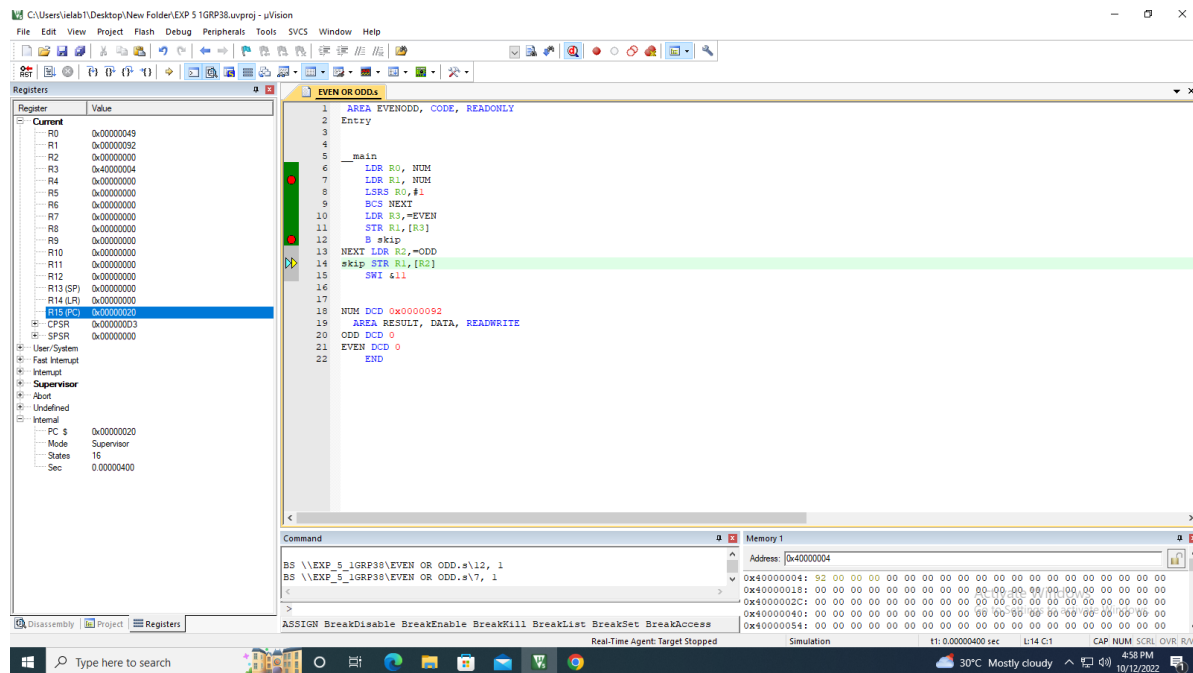 C:\Users\ielab1\Desktop\New Folder\EXP 5 1GRP38.uvproj - µVision
File Edit View Project Flash Debug Peripherals Tools SVCS Window Help
Registers
Register Value
Current
R0 0x00000049
R1 0x00000092
R2 0x00000000
R3 0x40000004
R4 0x00000000
R5 0x00000000
R6 0x00000000
R7 0x00000000
R8 0x00000000
R9 0x00000000
R10 0x00000000
R11 0x00000000
R12 0x00000000
R13 (SP) 0x00000000
R14 (LR) 0x00000000
R15 (PC) 0x00000020
CPSR 0x000000D3
SPSR 0x00000000
User/System
Fast Interrupt
Interrupt
Supervisor
Abort
Undefined
Internal
PC $ 0x00000020
Mode Supervisor
States 16
Sec 0.00000400
Disassembly Project Registers
EVEN OR ODD.s
1 AREA EVENODD, CODE, READONLY
2 Entry
3
4
5 __main
6 LDR R0, NUM
7 LDR R1, NUM
8 LSRS R0,#1
9 BCS NEXT
10 LDR R3,=EVEN
11 STR R1,[R3]
12 B skip
13 NEXT LDR R2,=ODD
14 skip STR R1,[R2]
15 SWI &11
16
17
18 NUM DCD 0x0000092
19 AREA RESULT, DATA, READWRITE
20 ODD DCD 0
21 EVEN DCD 0
22 END
Command
BS \\EXP_5_1GRP38\EVEN OR ODD.s\12, 1
BS \\EXP_5_1GRP38\EVEN OR ODD.s\7, 1
>
ASSIGN BreakDisable BreakEnable BreakKill BreakList BreakSet BreakAccess
Memory 1
Address: 0x40000004
0x40000004: 92 00 00 00 00 00 00 00 00 00 00 00 00 00 00 00 00 00 00 00
0x40000018: 00 00 00 00 00 00 00 00 00 00 00 00 00 00 00 00 00 00 00 00
0x4000002C: 00 00 00 00 00 00 00 00 00 00 00 00 00 00 00 00 00 00 00 00
0x40000040: 00 00 00 00 00 00 00 00 00 00 00 00 00 00 00 00 00 00 00 00
0x40000054: 00 00 00 00 00 00 00 00 00 00 00 00 00 00 00 00 00 00 00 00
Activate Windows
Real-Time Agent: Target Stopped Simulation t1: 0.00000400 sec L:14 C:1 CAP NUM SCRL OVR R/W
Type here to search
30°C Mostly cloudy
4:58 PM
10/12/2022